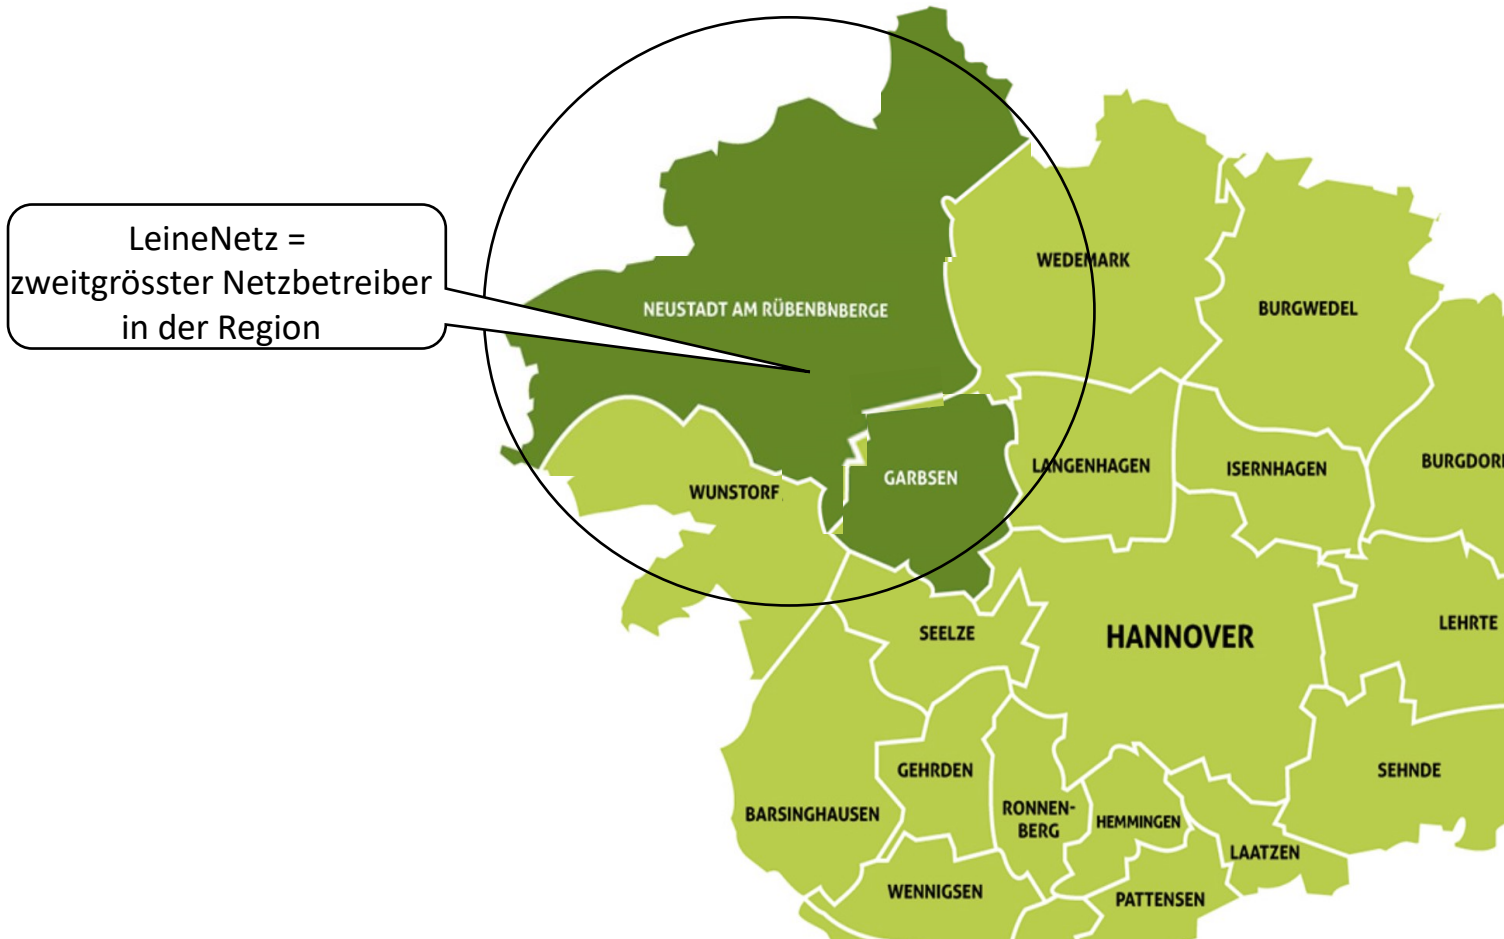 LeineNetz =
zweitgrösster Netzbetreiber
in der Region
NEUSTADT AM RÜBENBNBERGE
WEDEMARK
BURGWEDEL
WUNSTORF
GARBSEN
LANGENHAGEN
ISERNHAGEN
BURGDORF
SEELZE
HANNOVER
LEHRTE
GEHRDEN
SEHNDE
BARSINGHAUSEN
RONNEN-
BERG
HEMMINGEN
LAATZEN
WENNIGSEN
PATTENSEN